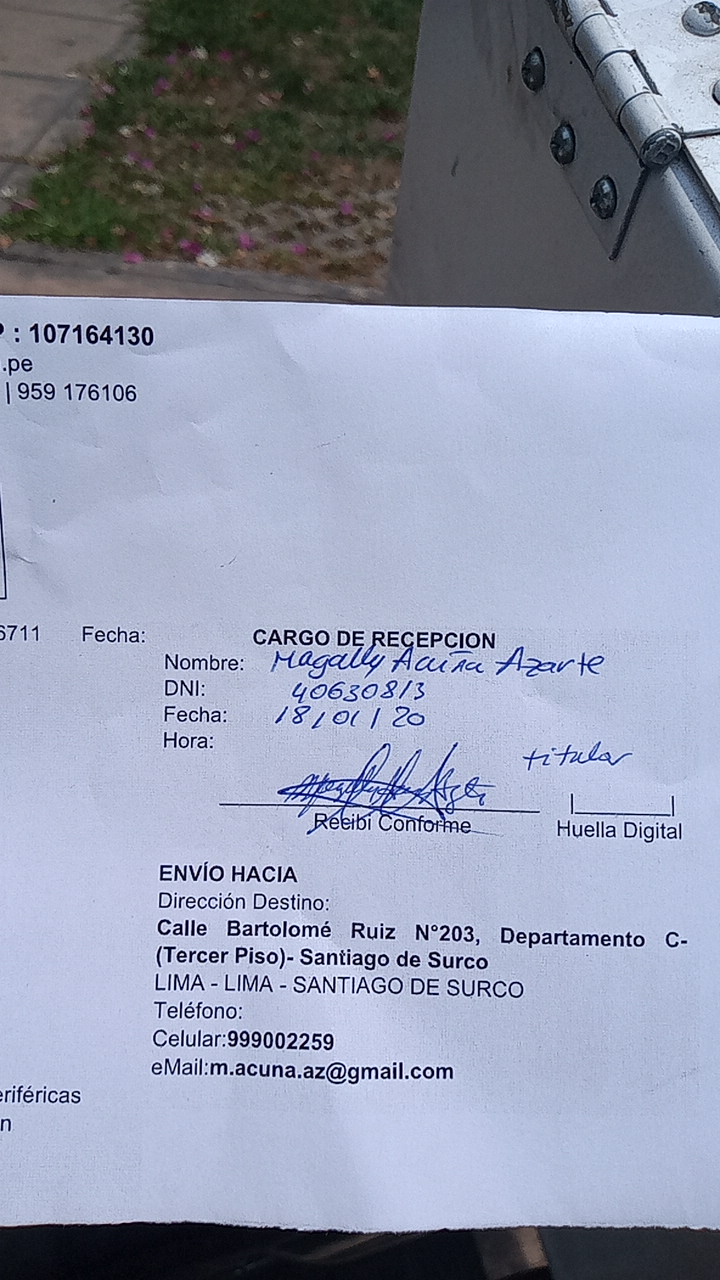 : 107164130
.pe
| 959 176106
6711 Fecha:
CARGO DE RECEPCION
Nombre: Magally Acuña Azarte
DNI: 40630813
Fecha: 18/01/20
Hora:
titular
Recibi Conforme
Huella Digital
ENVÍO HACIA
Dirección Destino:
Calle Bartolomé Ruiz N°203, Departamento C-
(Tercer Piso)- Santiago de Surco
LIMA - LIMA - SANTIAGO DE SURCO
Teléfono:
Celular:999002259
eMail:m.acuna.az@gmail.com
eriféricas
n